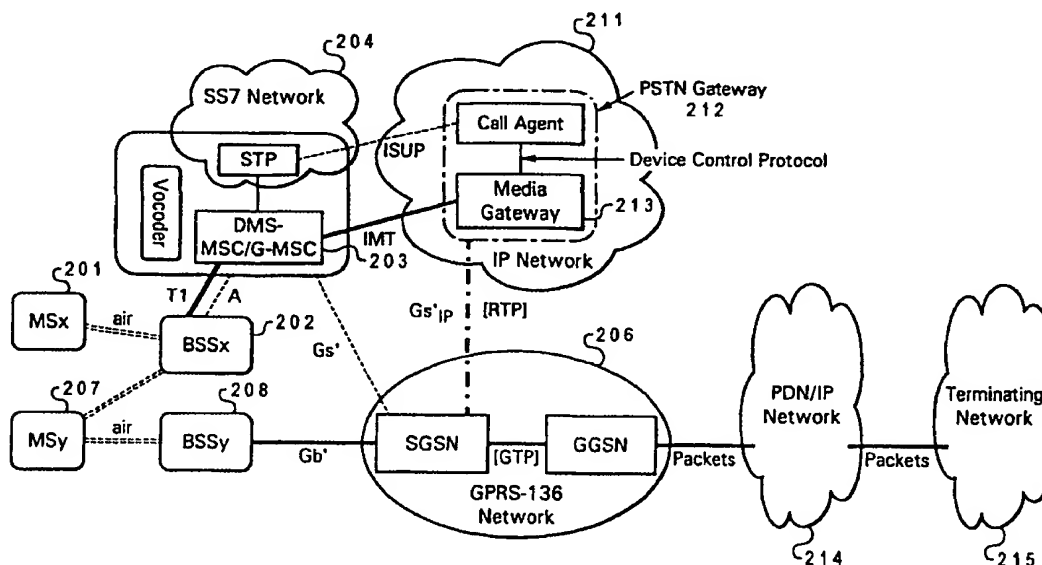 204
211
SS7 Network
PSTN Gateway
212
Call Agent
STP
ISUP
Device Control Protocol
Vocoder
Media
Gateway
213
DMS-
MSC/G-MSC
IMT
203
IP Network
201
T1
A
MSx
air
202
BSSx
Gs'
Gs'IP
[RTP]
206
207
208
MSy
air
BSSy
Gb'
SGSN
[GTP]
GGSN
GPRS-136
Network
Packets
PDN/IP
Network
Packets
Terminating
Network
214
215